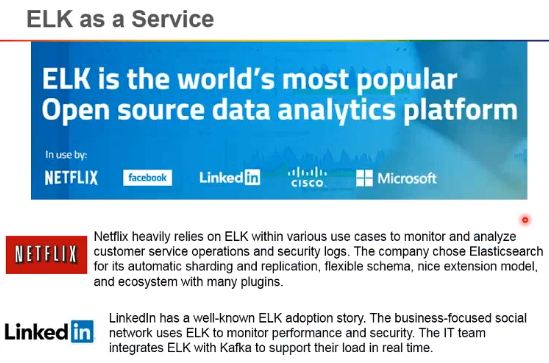 ELK as a Service
ELK is the world's most popular
Open source data analytics platform
In use by:
NETFLIX facebook Linked in CISCO Microsoft
NETFLIX
Netflix heavily relies on ELK within various use cases to monitor and analyze
customer service operations and security logs. The company chose Elasticsearch
for its automatic sharding and replication, flexible schema, nice extension model,
and ecosystem with many plugins.
Linked in
LinkedIn has a well-known ELK adoption story. The business-focused social
network uses ELK to monitor performance and security. The IT team
integrates ELK with Kafka to support their load in real time.